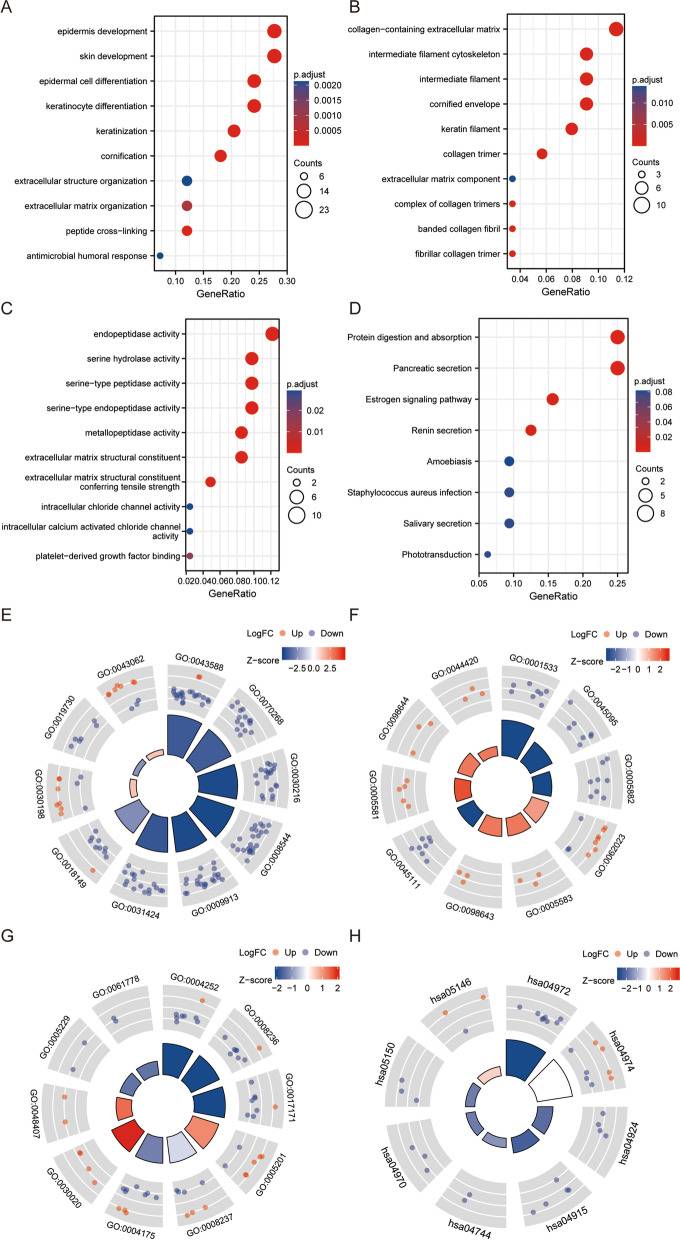 A
epidermis development
skin development
epidermal cell differentiation
keratinocyte differentiation
keratinization
cornification
extracellular structure organization
extracellular matrix organization
peptide cross-linking
antimicrobial humoral response
0.10 0.15 0.20 0.25 0.30
GeneRatio
p.adjust
0.0020
0.0015
0.0010
0.0005
Counts
6
14
23
B
collagen-containing extracellular matrix
intermediate filament cytoskeleton
intermediate filament
cornified envelope
keratin filament
collagen trimer
extracellular matrix component
complex of collagen trimers
banded collagen fibril
fibrillar collagen trimer
0.04 0.06 0.08 0.10 0.12
GeneRatio
p.adjust
0.010
0.005
Counts
3
6
10
C
endopeptidase activity
serine hydrolase activity
serine-type peptidase activity
serine-type endopeptidase activity
metallopeptidase activity
extracellular matrix structural constituent
extracellular matrix structural constituent
conferring tensile strength
intracellular chloride channel activity
intracellular calcium activated chloride channel
activity
platelet-derived growth factor binding
0.020 0.040 0.060 0.080 0.100 0.12
GeneRatio
p.adjust
0.02
0.01
Counts
2
6
10
D
Protein digestion and absorption
Pancreatic secretion
Estrogen signaling pathway
Renin secretion
Amoebiasis
Staphylococcus aureus infection
Salivary secretion
Phototransduction
0.05 0.10 0.15 0.20 0.25
GeneRatio
p.adjust
0.08
0.06
0.04
0.02
Counts
2
5
8
E
LogFC Up Down
Z-score
−2.5 0.0 2.5
GO:0043588
GO:0070268
GO:0030216
GO:0008544
GO:0009913
GO:0031424
GO:0018149
GO:0030198
GO:0019730
GO:0043062
F
LogFC Up Down
Z-score
−2 −1 0 1 2
GO:0001533
GO:0045095
GO:0005882
GO:0062023
GO:0005583
GO:0098643
GO:0045111
GO:0005581
GO:0098644
GO:0044420
G
LogFC Up Down
Z-score
−2 −1 0 1 2
GO:0004252
GO:0008236
GO:0017171
GO:0005201
GO:0008237
GO:0004175
GO:0030020
GO:0048407
GO:0005229
GO:0061778
H
LogFC Up Down
Z-score
−2 −1 0 1 2
hsa04972
hsa04974
hsa04924
hsa04915
hsa04744
hsa04970
hsa05150
hsa05146